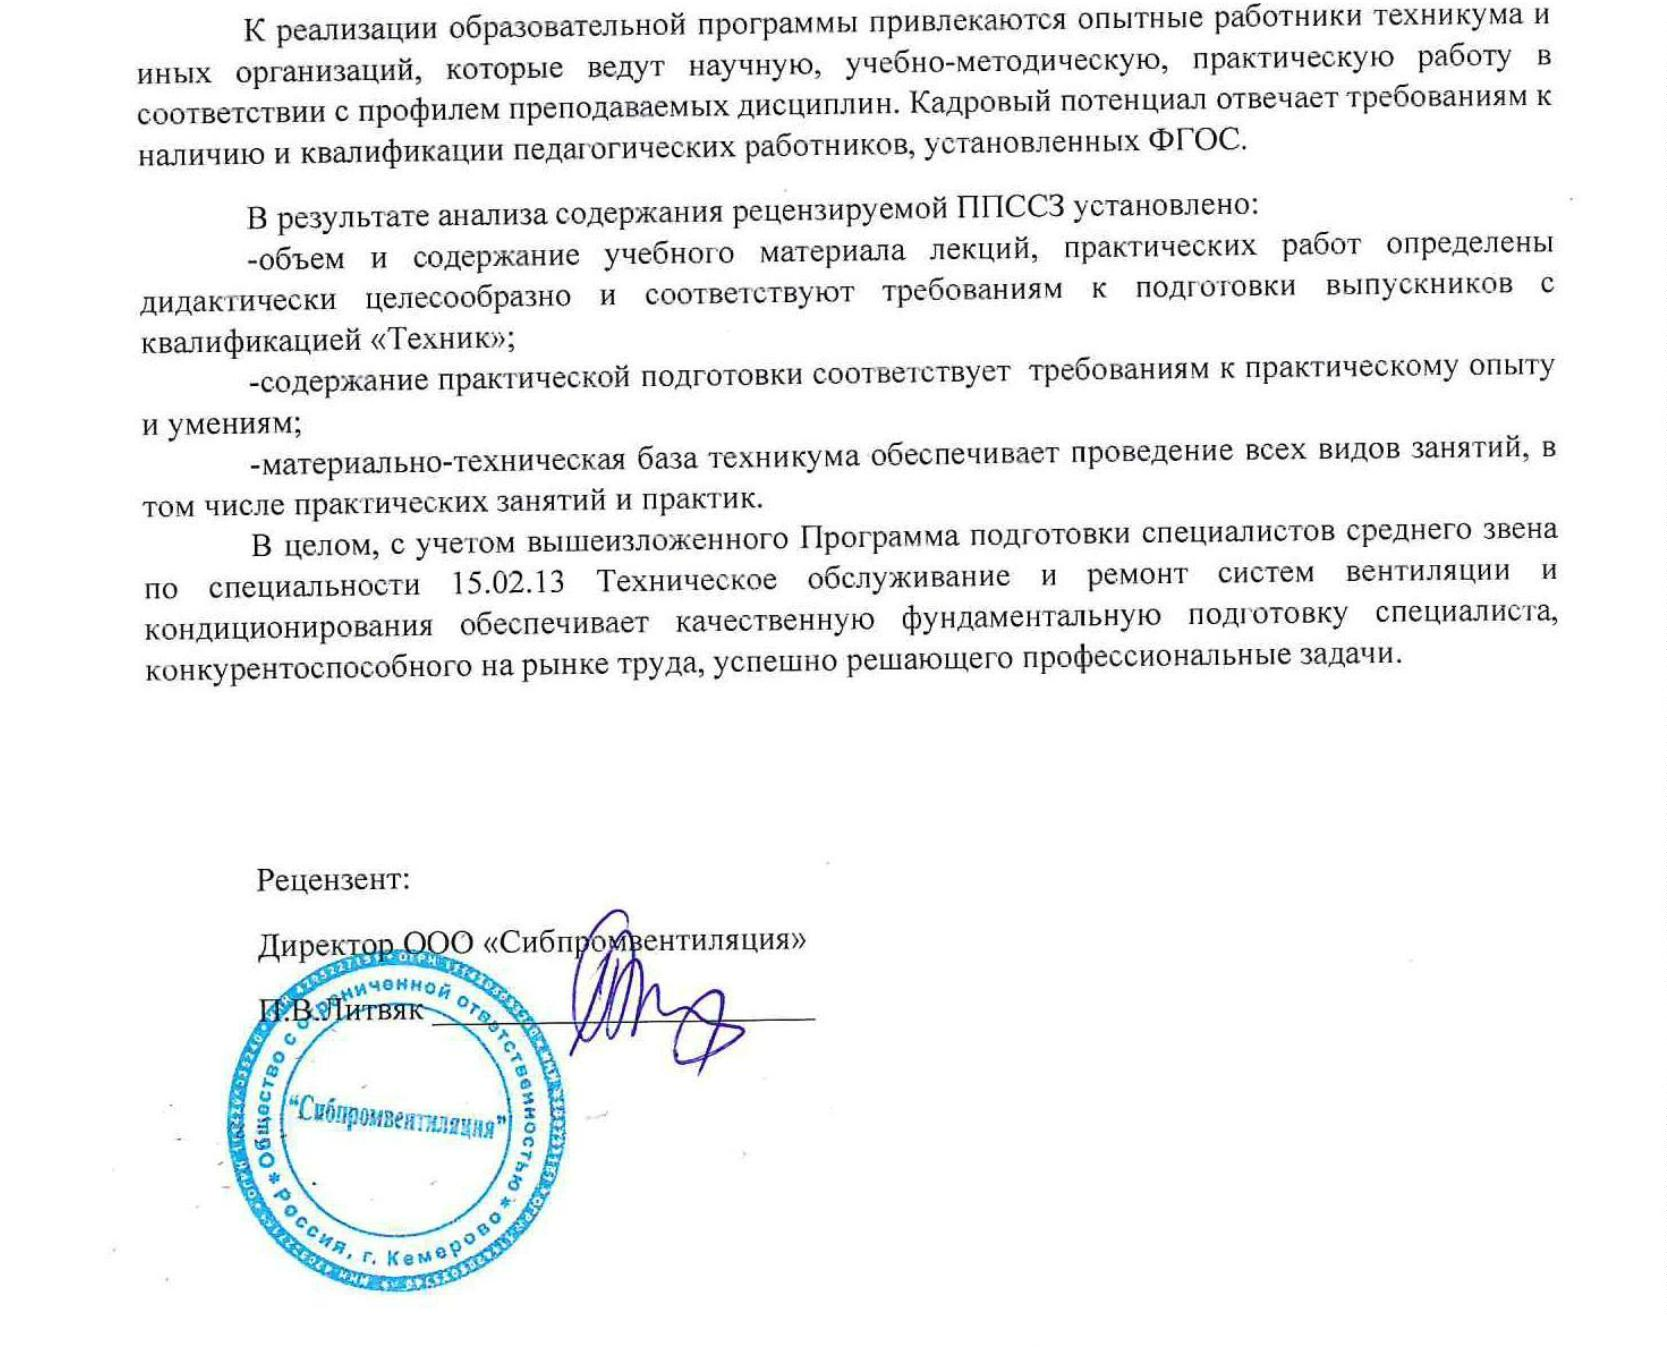 К реализации образовательной программы привлекаются опытные работники техникума и
иных организаций, которые ведут научную, учебно-методическую, практическую работу в
соответствии с профилем преподаваемых дисциплин. Кадровый потенциал отвечает требованиям к
наличию и квалификации педагогических работников, установленных ФГОС.
В результате анализа содержания рецензируемой ППССЗ установлено:
-объем и содержание учебного материала лекций, практических работ определены
дидактически целесообразно и соответствуют требованиям к подготовки выпускников с
квалификацией «Техник»;
-содержание практической подготовки соответствует требованиям к практическому опыту
и умениям;
-материально-техническая база техникума обеспечивает проведение всех видов занятий, в
том числе практических занятий и практик.
В целом, с учетом вышеизложенного Программа подготовки специалистов среднего звена
по специальности 15.02.13 Техническое обслуживание и ремонт систем вентиляции и
кондиционирования обеспечивает качественную фундаментальную подготовку специалиста,
конкурентоспособного на рынке труда, успешно решающего профессиональные задачи.
Рецензент:
Директор ООО «Сибпромвентиляция»
П.В.Литвяк
Общество с ограниченной ответственностью
"Сибпромвентиляция"
* Россия, г. Кемерово *